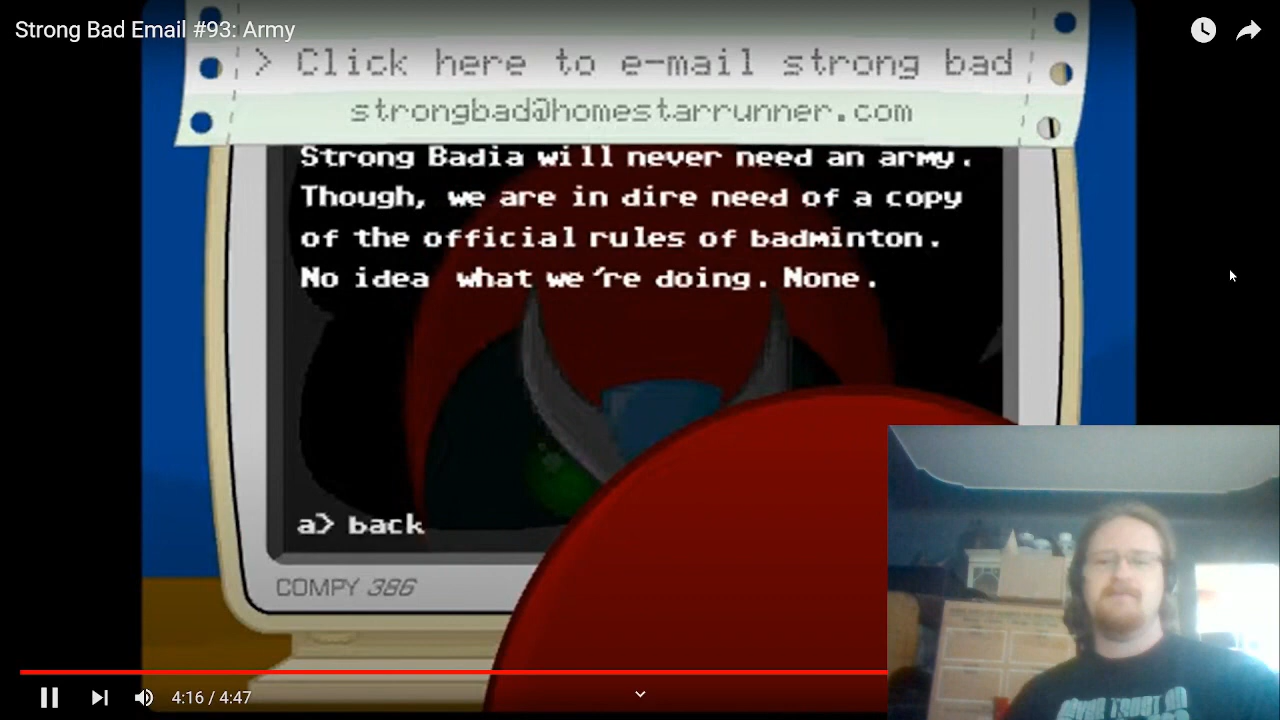 Strong Bad Email #93: Army
> Click here to e-mail strong bad
strongbad@homestarrunner.com
Strong Badia will never need an army.
Though, we are in dire need of a copy
of the official rules of badminton.
No idea what we're doing. None.
a> back
COMPY 386
4:16 / 4:47